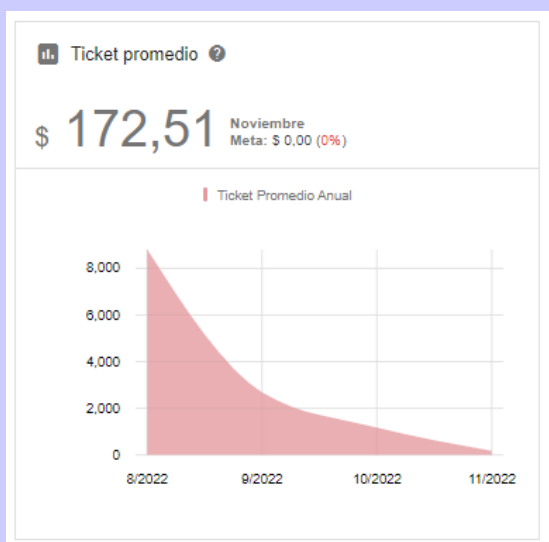 Ticket promedio ?
$ 172,51
Noviembre
Meta: $ 0,00 (0%)
Ticket Promedio Anual
8,000
6,000
4,000
2,000
0
8/2022 9/2022 10/2022 11/2022